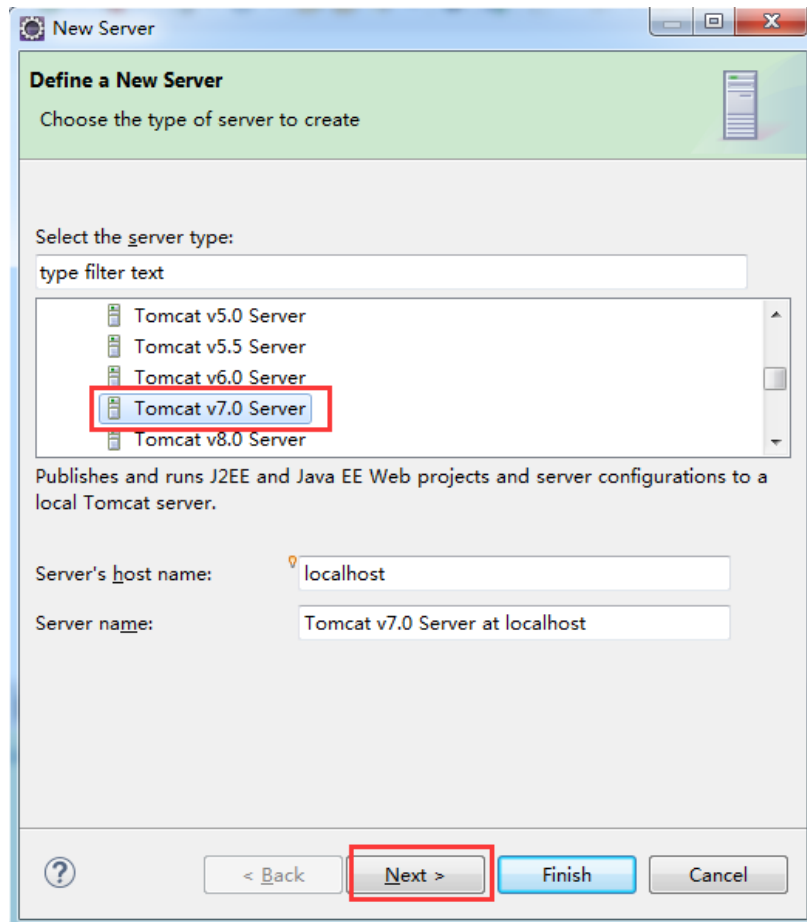 New Server
Define a New Server
Choose the type of server to create
Select the server type:
type filter text
Tomcat v5.0 Server
Tomcat v5.5 Server
Tomcat v6.0 Server
Tomcat v7.0 Server
Tomcat v8.0 Server
Publishes and runs J2EE and Java EE Web projects and server configurations to a
local Tomcat server.
Server's host name: localhost
Server name: Tomcat v7.0 Server at localhost
? < Back Next > Finish Cancel